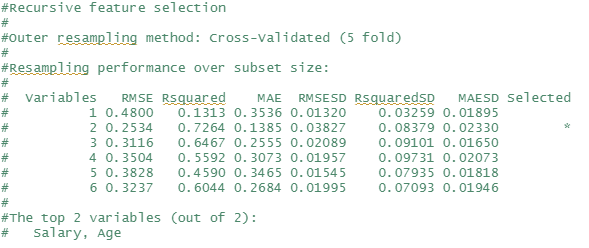 #Recursive feature selection
#
#Outer resampling method: Cross-Validated (5 fold)
#
#Resampling performance over subset size:
#
#  Variables   RMSE Rsquared    MAE  RMSESD RsquaredSD   MAESD Selected
#          1 0.4800   0.1313 0.3536 0.01320    0.03259 0.01895
#          2 0.2534   0.7264 0.1385 0.03827    0.08379 0.02330        *
#          3 0.3116   0.6467 0.2555 0.02089    0.09101 0.01650
#          4 0.3504   0.5592 0.3073 0.01957    0.09731 0.02073
#          5 0.3828   0.4590 0.3465 0.01545    0.07935 0.01818
#          6 0.3237   0.6044 0.2684 0.01995    0.07093 0.01946
#
#The top 2 variables (out of 2):
#   Salary, Age